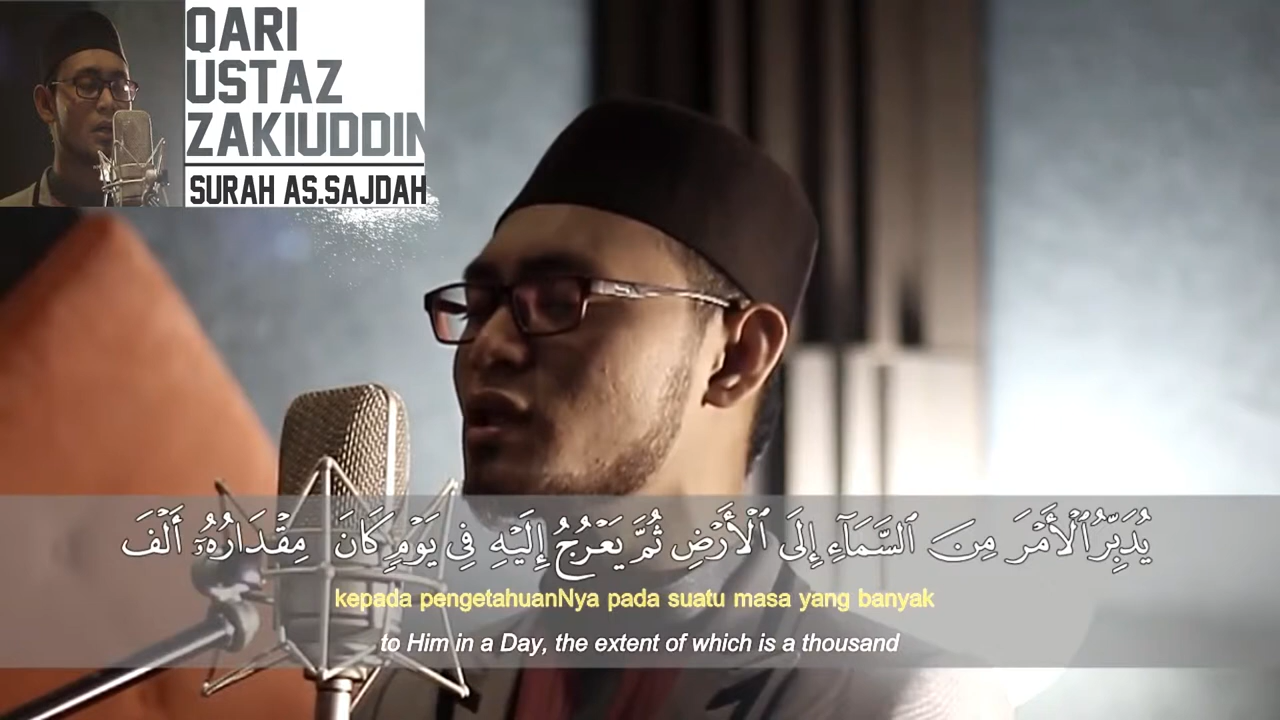 QARI
USTAZ
ZAKIUDDIN
SURAH AS.SAJDAH
يُدَبِّرُ ٱلْأَمْرَ مِنَ ٱلسَّمَآءِ إِلَى ٱلْأَرْضِ ثُمَّ يَعْرُجُ إِلَيْهِ فِى يَوْمٍ كَانَ مِقْدَارُهُۥٓ أَلْفَ
kepada pengetahuanNya pada suatu masa yang banyak
to Him in a Day, the extent of which is a thousand